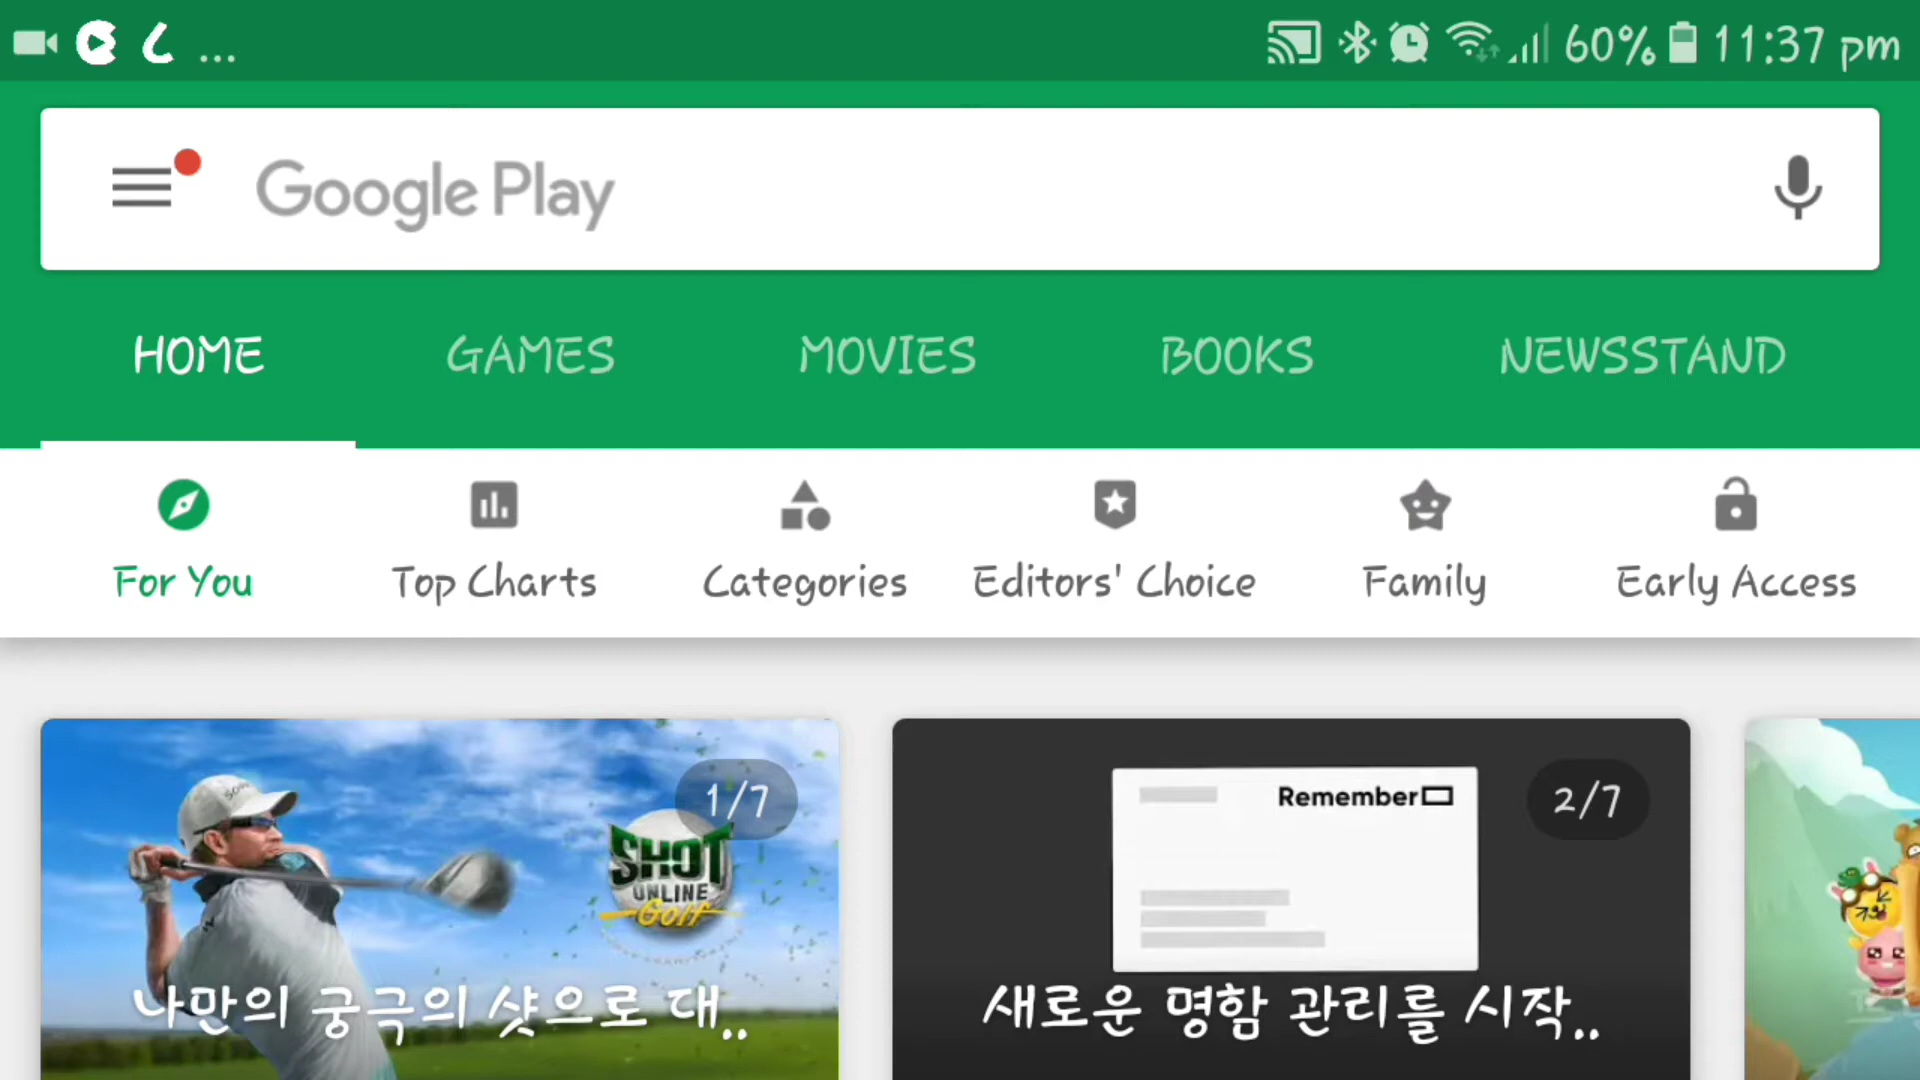 ... 60% 11:37 pm
Google Play
HOME GAMES MOVIES BOOKS NEWSSTAND
For You Top Charts Categories Editors' Choice Family Early Access
1/7
SHOT
ONLINE
Golf
나만의 궁극의 샷으로 대..
Remember
2/7
새로운 명함 관리를 시작..